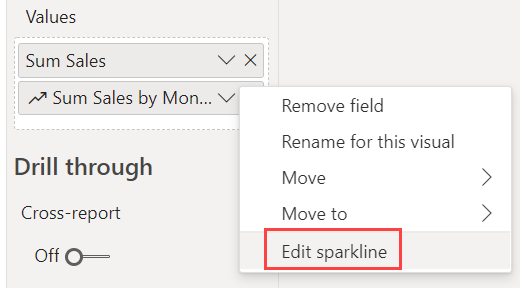 Values
Sum Sales
Sum Sales by Mon...
Remove field
Rename for this visual
Move
Move to
Edit sparkline
Drill through
Cross-report
Off